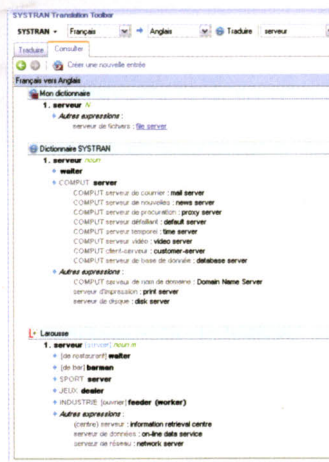 SYSTRAN Translation Toolbar
SYSTRAN Français Anglais Traduire serveur
Traduire Consulter
Créer une nouvelle entrée
Français vers Anglais
Mon dictionnaire
1. serveur N
Autres expressions :
serveur de fichiers : file server
Dictionnaire SYSTRAN
1. serveur noun
waiter
COMPUT server
COMPUT serveur de courrier : mail server
COMPUT serveur de nouvelles : news server
COMPUT serveur de procuration : proxy server
COMPUT serveur défaillant : default server
COMPUT serveur temporel : time server
COMPUT serveur vidéo : video server
COMPUT client-serveur : customer-server
COMPUT serveur de base de donnée : database server
Autres expressions :
COMPUT serveur de nom de domaine : Domain Name Server
serveur d'impression : print server
serveur de disque : disk server
Larousse
1. serveur noun m
[de restaurant] waiter
[de bar] barman
SPORT server
JEUX dealer
INDUSTRIE [ouvrier] feeder (worker)
Autres expressions :
(centre) serveur : information retrieval centre
serveur de données : on-line data service
serveur de réseau : network server